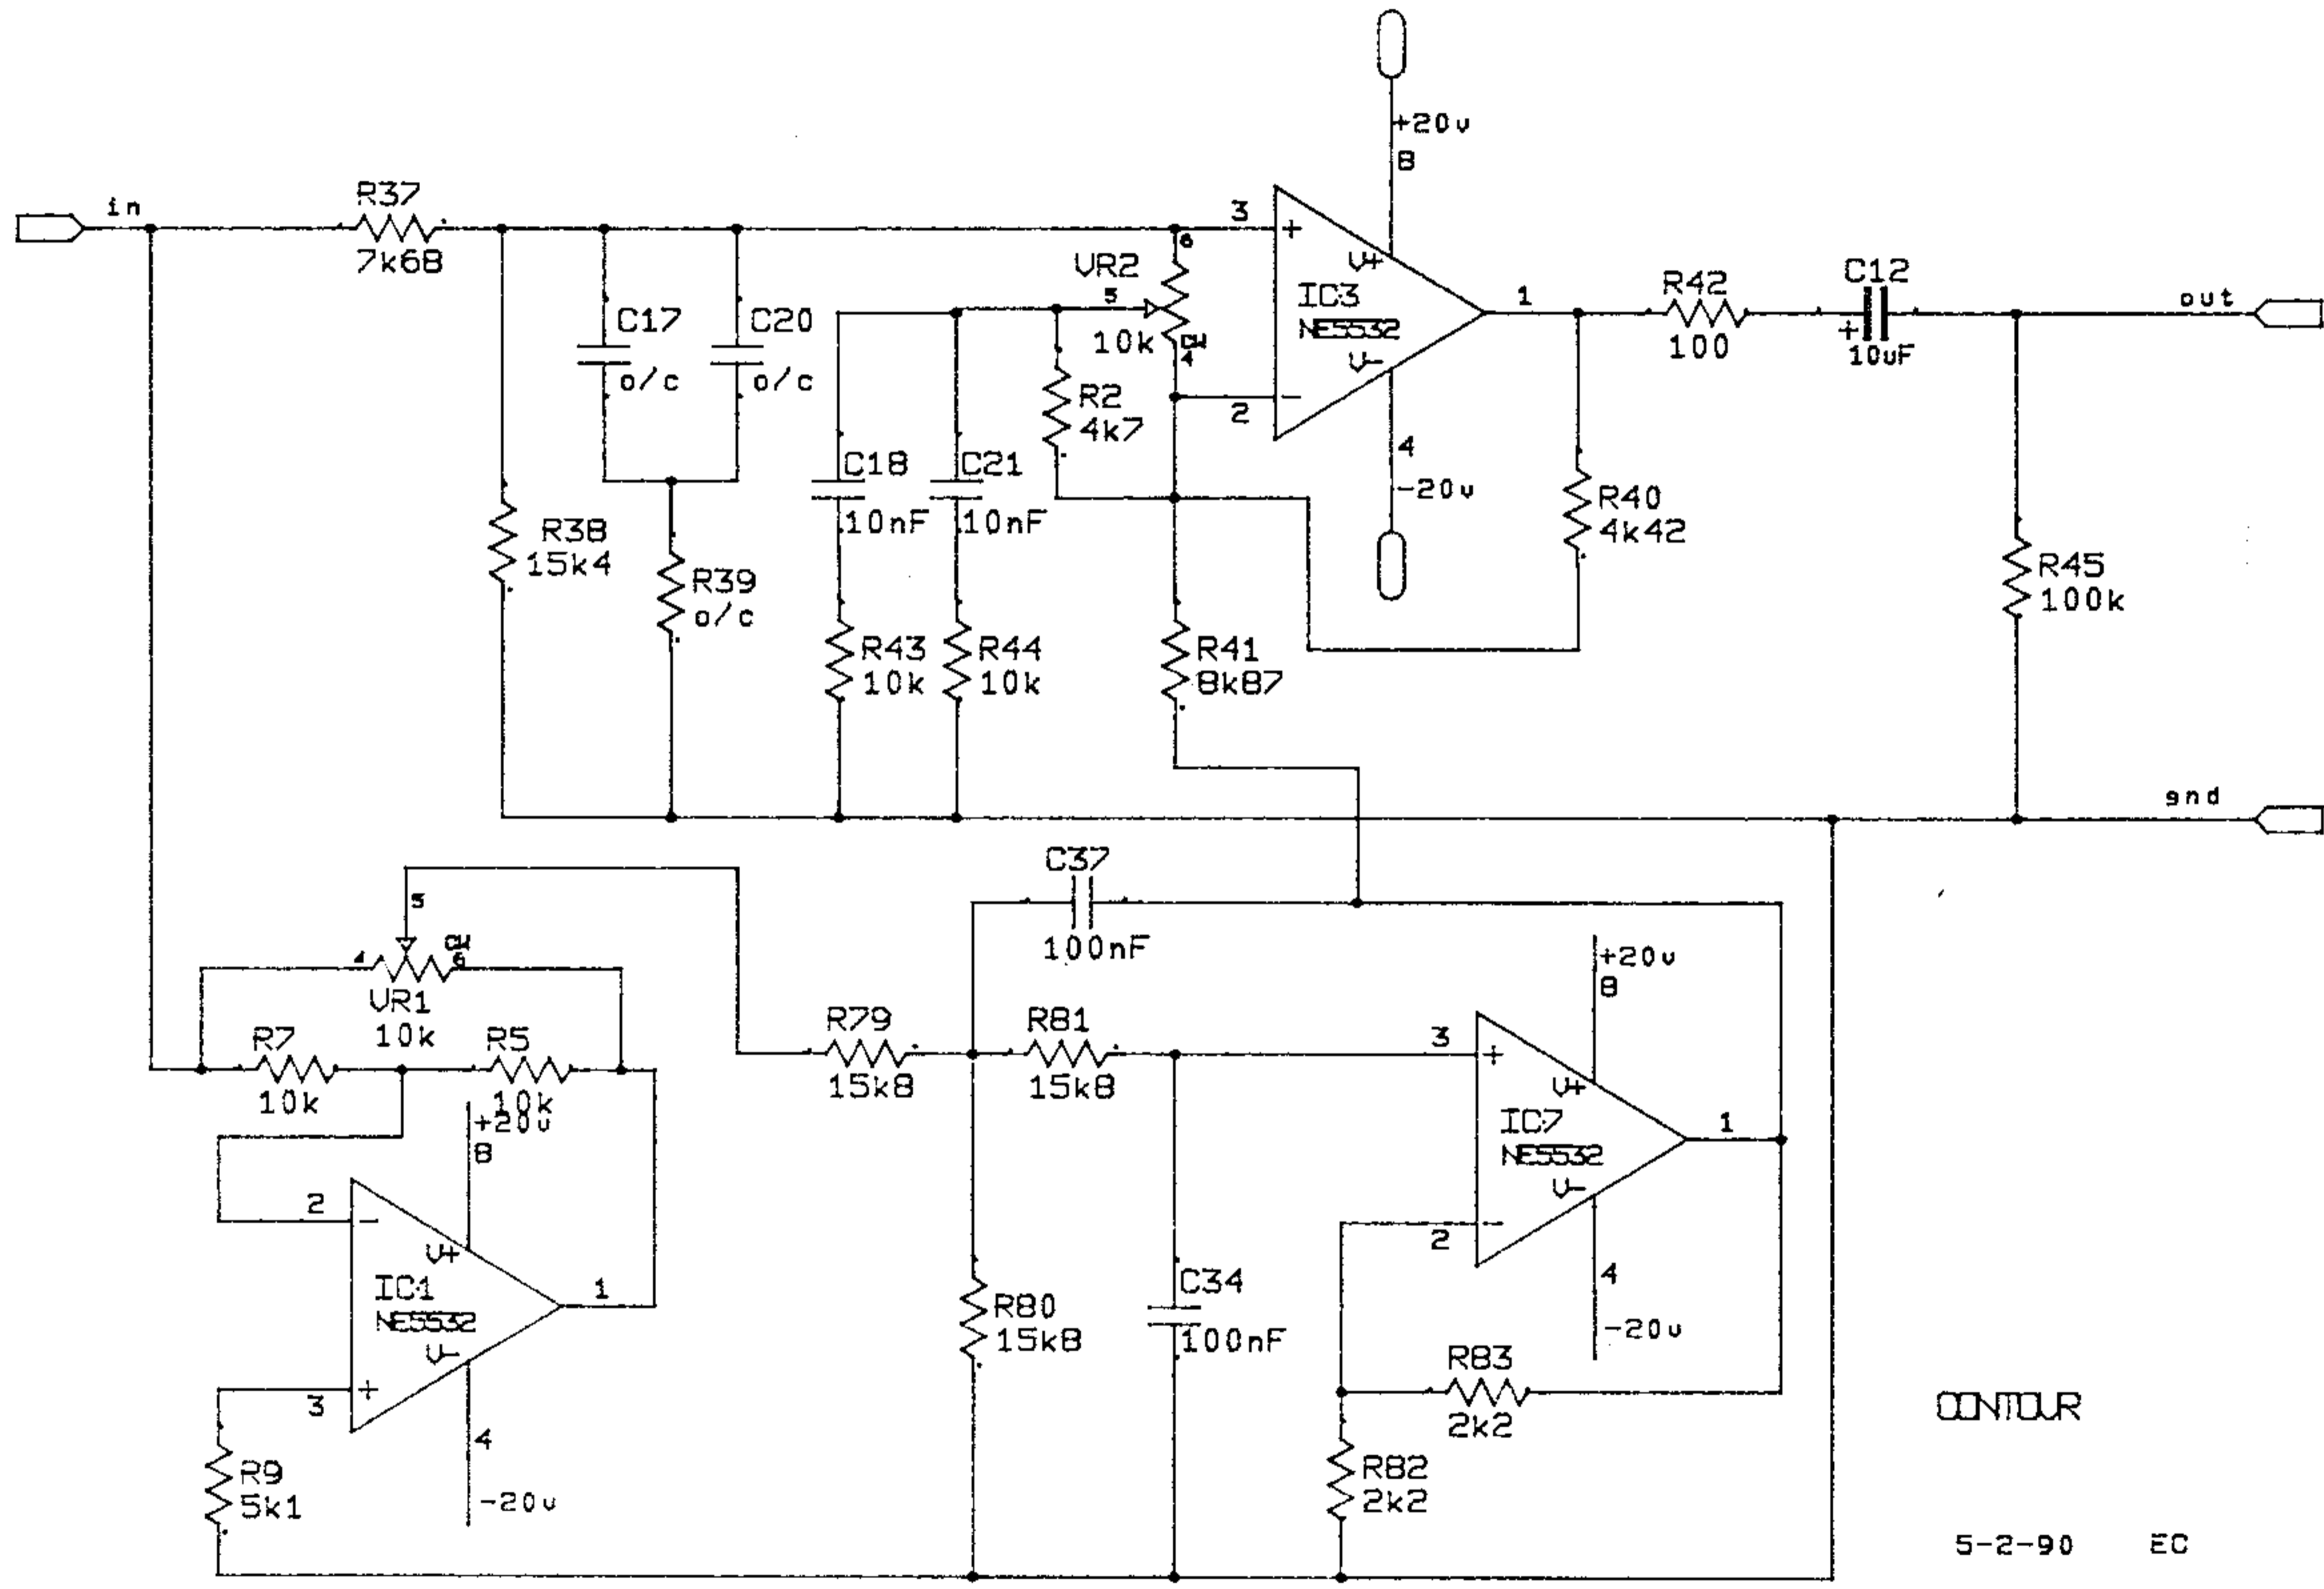 +20v
8
in
R37
7k68
3
+
6
VR2
5
10k
CW
4
V+
IC3
NE5532
V-
1
R42
100
C12
+
10uF
out
C17
o/c
C20
o/c
R2
4k7
2
-
4
-20v
C18
10nF
C21
10nF
R40
4k42
R38
15k4
R39
o/c
R43
10k
R44
10k
R41
8k87
R45
100k
gnd
C37
100nF
5
4
CW
6
VR1
10k
R7
10k
R5
10k
+20v
8
R79
15k8
R81
15k8
3
+
+20v
8
V+
IC7
NE5532
V-
1
2
-
4
-20v
2
-
V+
IC1
NE5532
V-
1
3
+
4
-20v
R9
5k1
R80
15k8
C34
100nF
R83
2k2
R82
2k2
CONTOUR
5-2-90 EC